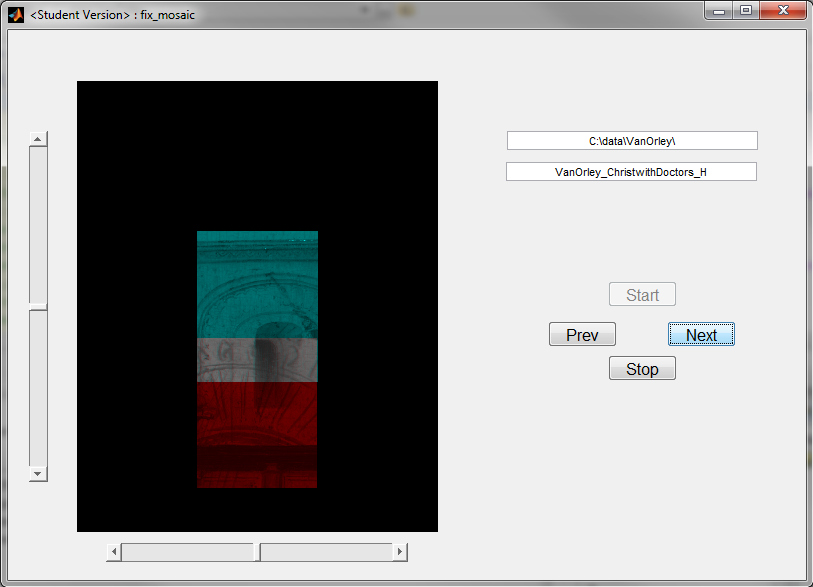 <Student Version> : fix_mosaic
C:\data\VanOrley\
VanOrley_ChristwithDoctors_H
Start
Prev
Next
Stop